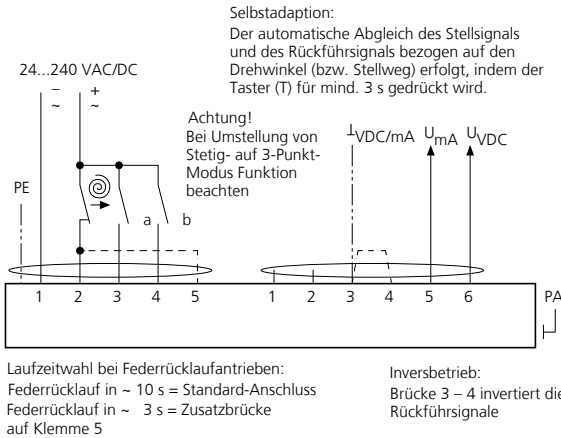 Selbstadaption:
Der automatische Abgleich des Stellsignals
und des Rückführsignals bezogen auf den
Drehwinkel (bzw. Stellweg) erfolgt, indem der
Taster (T) für mind. 3 s gedrückt wird.
24...240 VAC/DC
– +
~ ~
Achtung!
Bei Umstellung von
Stetig- auf 3-Punkt-
Modus Funktion
beachten
⊥VDC/mA UmA UVDC
PE
a b
1 2 3 4 5 1 2 3 4 5 6 PA
Laufzeitwahl bei Federrücklaufantrieben:
Federrücklauf in ~ 10 s = Standard-Anschluss
Federrücklauf in ~ 3 s = Zusatzbrücke
auf Klemme 5
Inversbetrieb:
Brücke 3 – 4 invertiert die
Rückführsignale